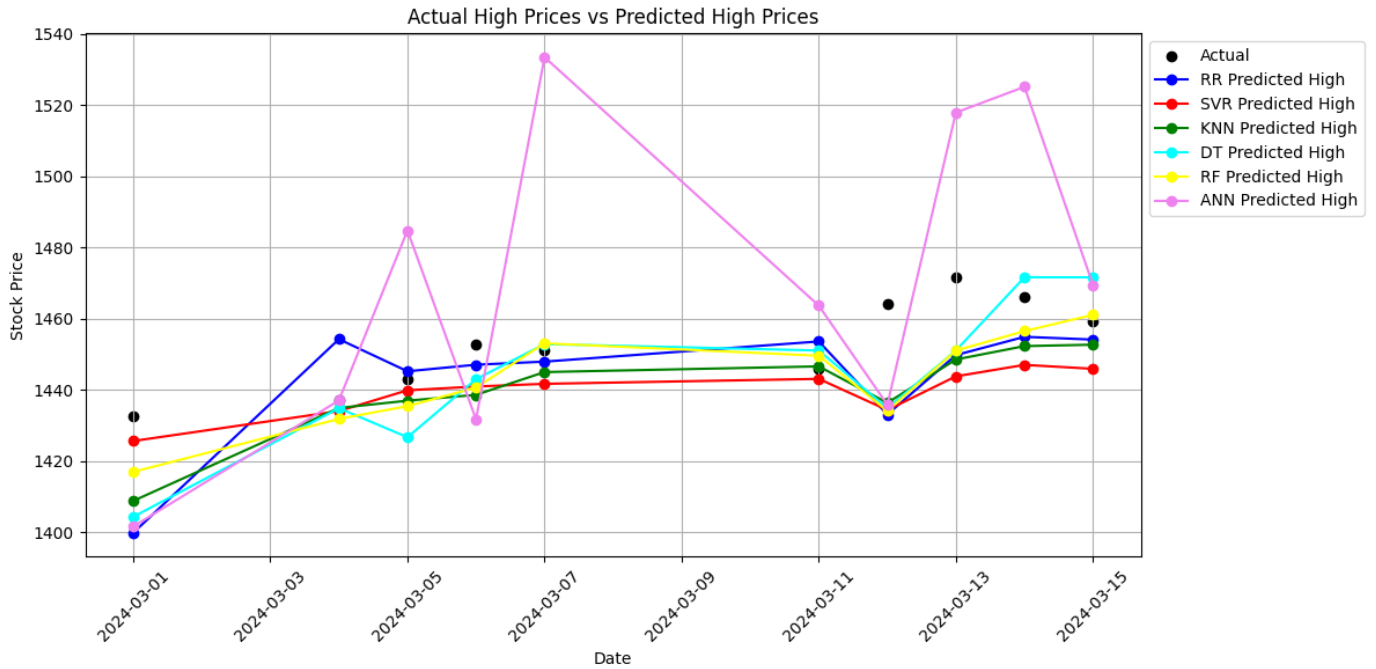 Actual High Prices vs Predicted High Prices
1540
1520
1500
1480
1460
1440
1420
1400
Stock Price
2024-03-01
2024-03-03
2024-03-05
2024-03-07
2024-03-09
2024-03-11
2024-03-13
2024-03-15
Date
Actual
RR Predicted High
SVR Predicted High
KNN Predicted High
DT Predicted High
RF Predicted High
ANN Predicted High